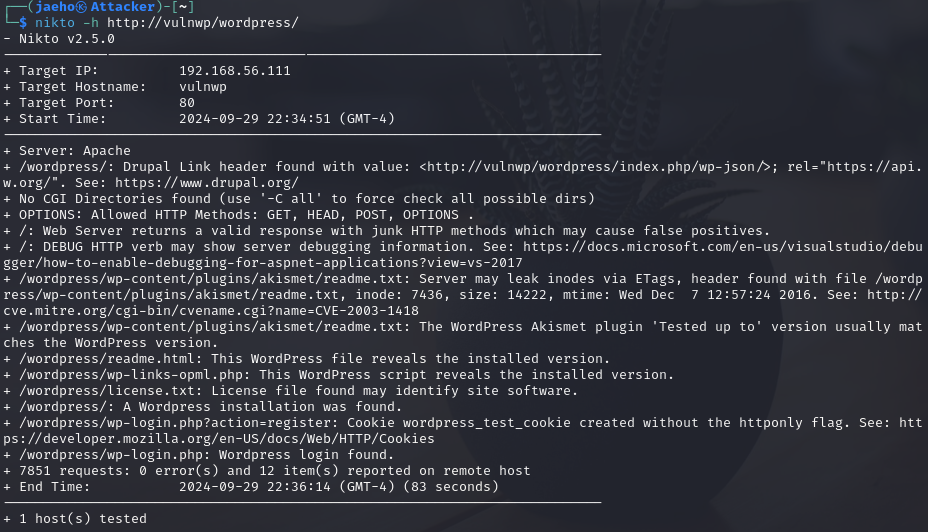 ┌──(jaeho㉿Attacker)-[~]
└─$ nikto -h http://vulnwp/wordpress/
- Nikto v2.5.0
---------------------------------------------------------------------------
+ Target IP:          192.168.56.111
+ Target Hostname:    vulnwp
+ Target Port:        80
+ Start Time:         2024-09-29 22:34:51 (GMT-4)
---------------------------------------------------------------------------
+ Server: Apache
+ /wordpress/: Drupal Link header found with value: <http://vulnwp/wordpress/index.php/wp-json/>; rel="https://api.
w.org/". See: https://www.drupal.org/
+ No CGI Directories found (use '-C all' to force check all possible dirs)
+ OPTIONS: Allowed HTTP Methods: GET, HEAD, POST, OPTIONS .
+ /: Web Server returns a valid response with junk HTTP methods which may cause false positives.
+ /: DEBUG HTTP verb may show server debugging information. See: https://docs.microsoft.com/en-us/visualstudio/debu
gger/how-to-enable-debugging-for-aspnet-applications?view=vs-2017
+ /wordpress/wp-content/plugins/akismet/readme.txt: Server may leak inodes via ETags, header found with file /wordp
ress/wp-content/plugins/akismet/readme.txt, inode: 7436, size: 14222, mtime: Wed Dec  7 12:57:24 2016. See: http://
cve.mitre.org/cgi-bin/cvename.cgi?name=CVE-2003-1418
+ /wordpress/wp-content/plugins/akismet/readme.txt: The WordPress Akismet plugin 'Tested up to' version usually mat
ches the WordPress version.
+ /wordpress/readme.html: This WordPress file reveals the installed version.
+ /wordpress/wp-links-opml.php: This WordPress script reveals the installed version.
+ /wordpress/license.txt: License file found may identify site software.
+ /wordpress/: A Wordpress installation was found.
+ /wordpress/wp-login.php?action=register: Cookie wordpress_test_cookie created without the httponly flag. See: htt
ps://developer.mozilla.org/en-US/docs/Web/HTTP/Cookies
+ /wordpress/wp-login.php: Wordpress login found.
+ 7851 requests: 0 error(s) and 12 item(s) reported on remote host
+ End Time:           2024-09-29 22:36:14 (GMT-4) (83 seconds)
---------------------------------------------------------------------------
+ 1 host(s) tested